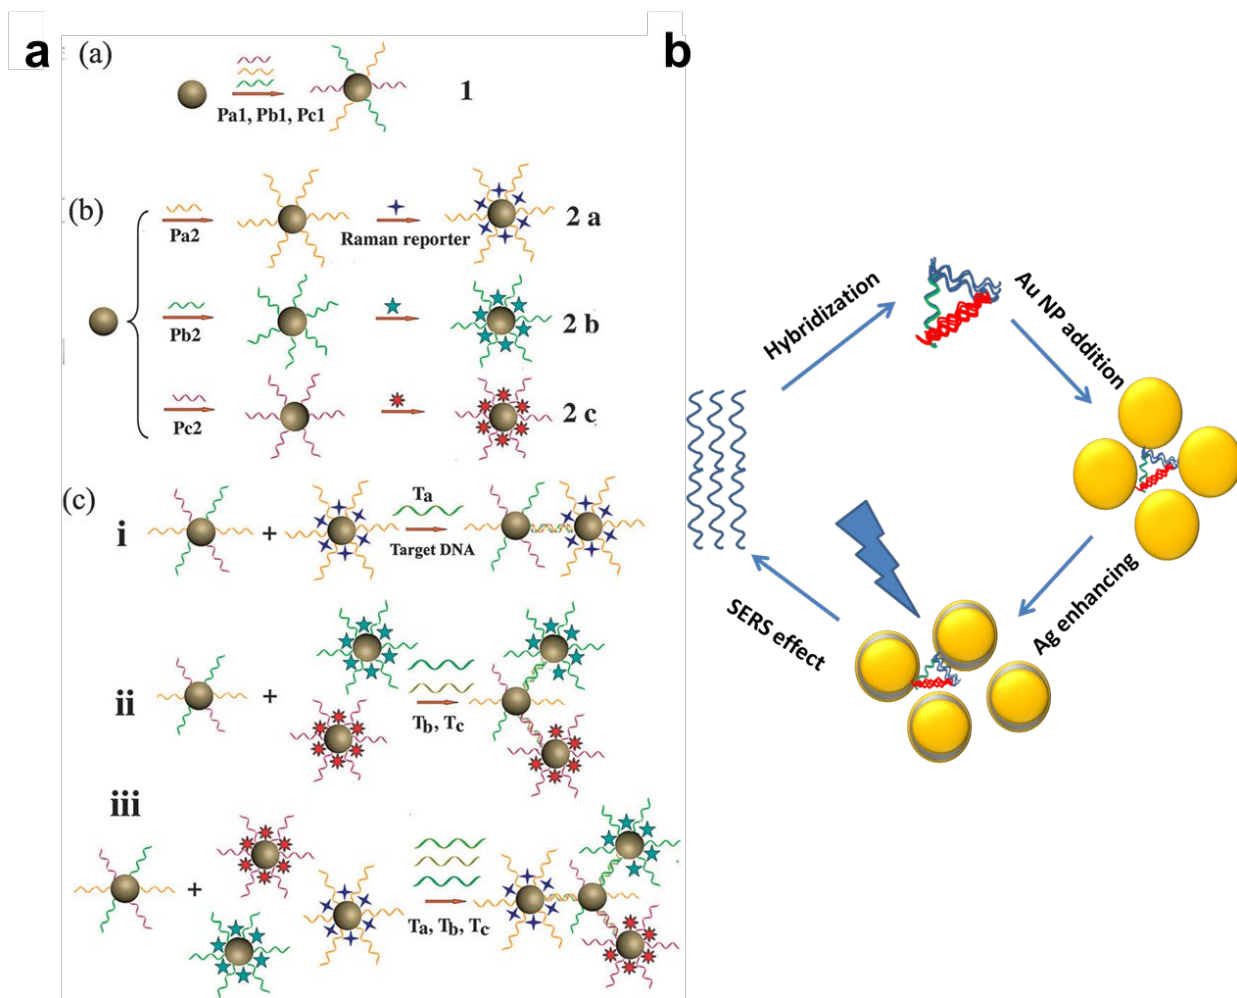 a
(a)
Pa1, Pb1, Pc1
1
(b)
Pa2
Raman reporter
2 a
Pb2
2 b
Pc2
2 c
(c)
i
+
Ta
Target DNA
ii
+
Tb, Tc
iii
+
Ta, Tb, Tc
b
Hybridization
Au NP addition
Ag enhancing
SERS effect